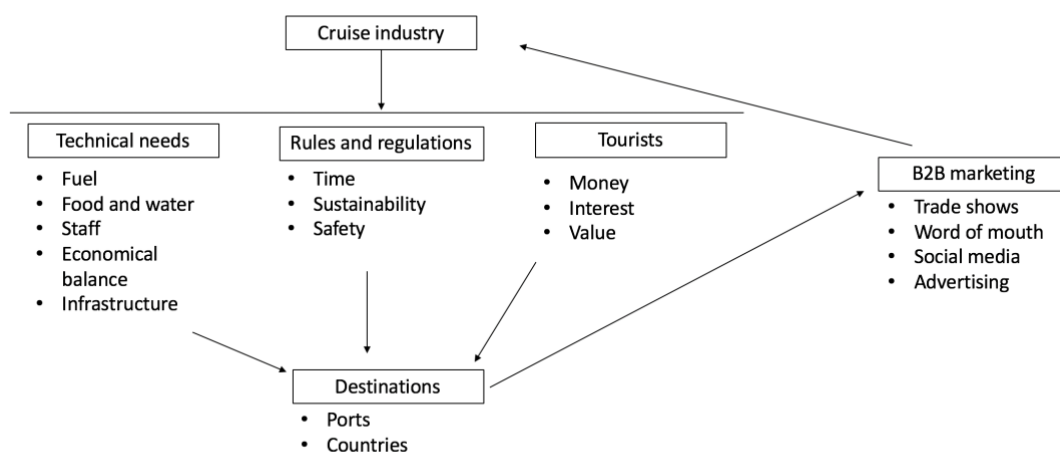 Cruise industry
Technical needs
• Fuel
• Food and water
• Staff
• Economical
balance
• Infrastructure
Rules and regulations
• Time
• Sustainability
• Safety
Tourists
• Money
• Interest
• Value
B2B marketing
• Trade shows
• Word of mouth
• Social media
• Advertising
Destinations
• Ports
• Countries